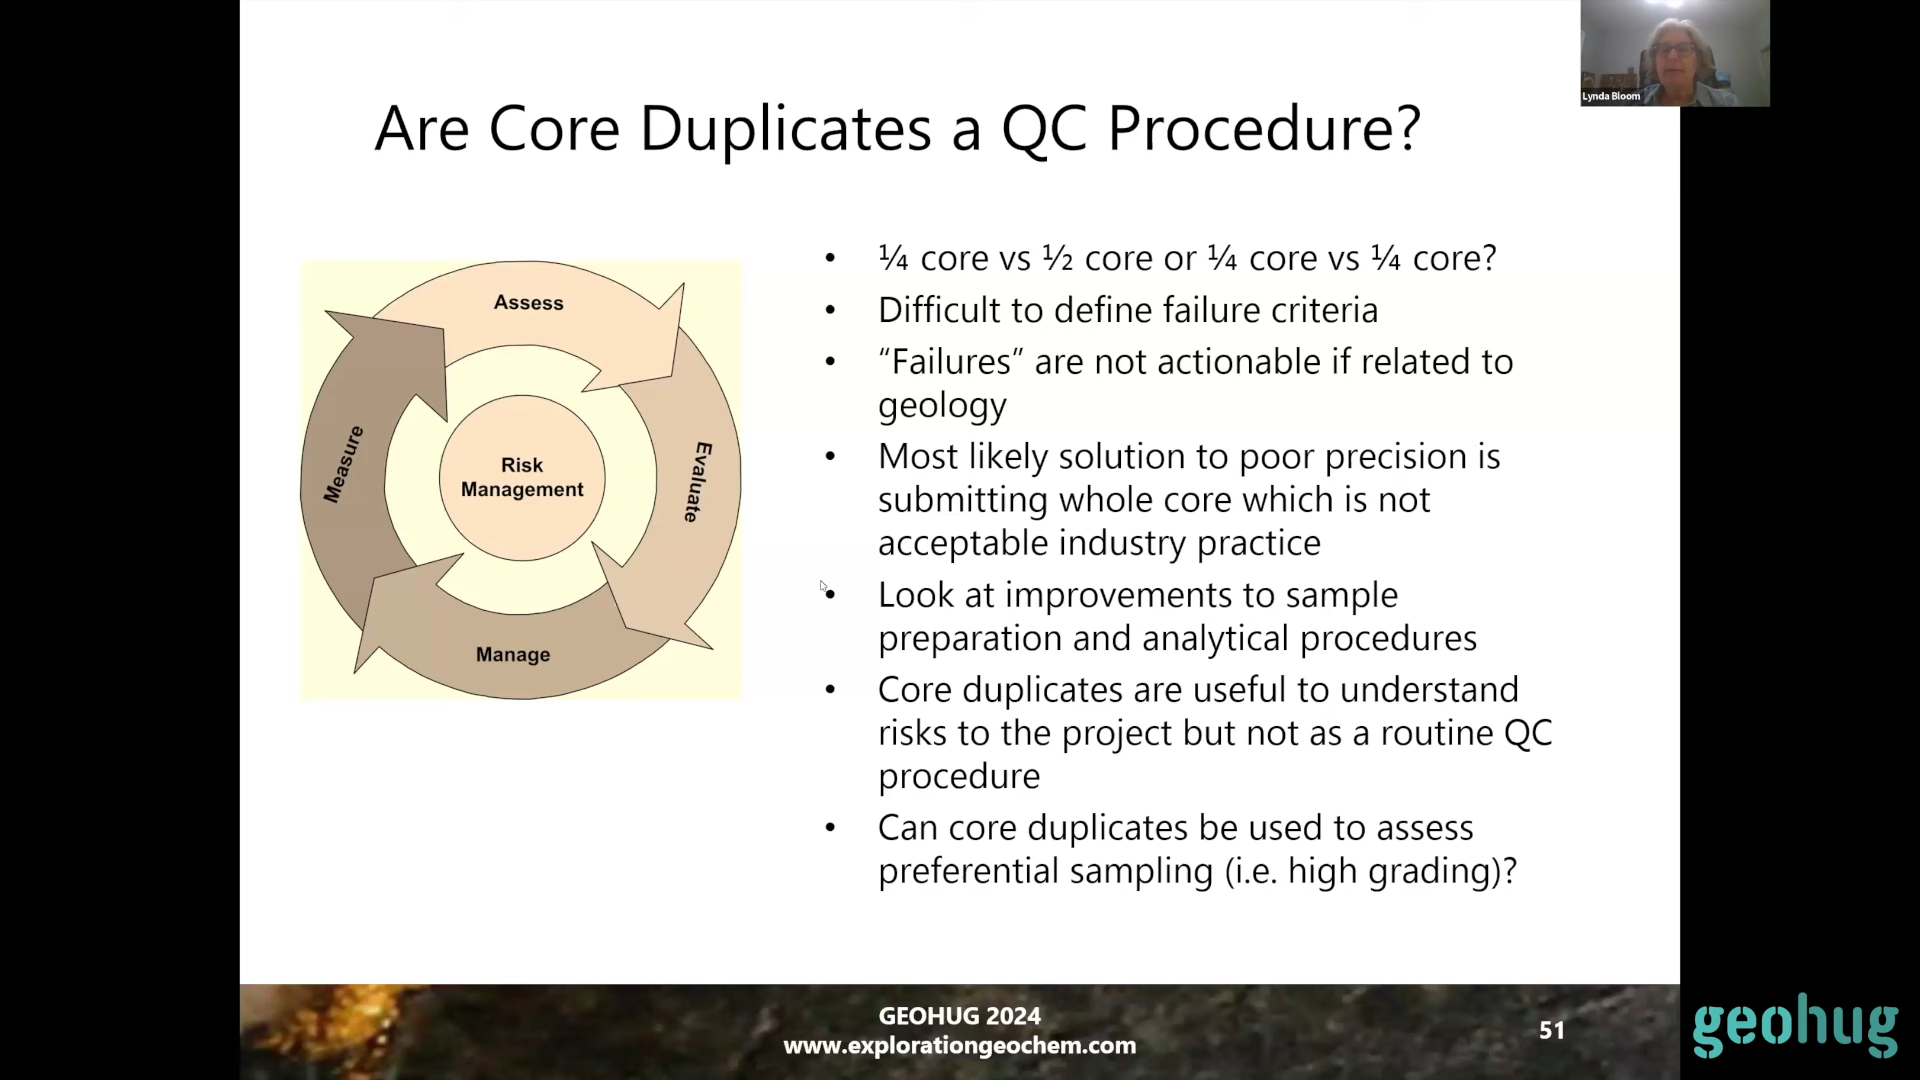 Lynda Bloom
Are Core Duplicates a QC Procedure?
Assess
Evaluate
Manage
Measure
Risk
Management
• ¼ core vs ½ core or ¼ core vs ¼ core?
• Difficult to define failure criteria
• “Failures” are not actionable if related to
geology
• Most likely solution to poor precision is
submitting whole core which is not
acceptable industry practice
• Look at improvements to sample
preparation and analytical procedures
• Core duplicates are useful to understand
risks to the project but not as a routine QC
procedure
• Can core duplicates be used to assess
preferential sampling (i.e. high grading)?
GEOHUG 2024
www.explorationgeochem.com
51
geohug